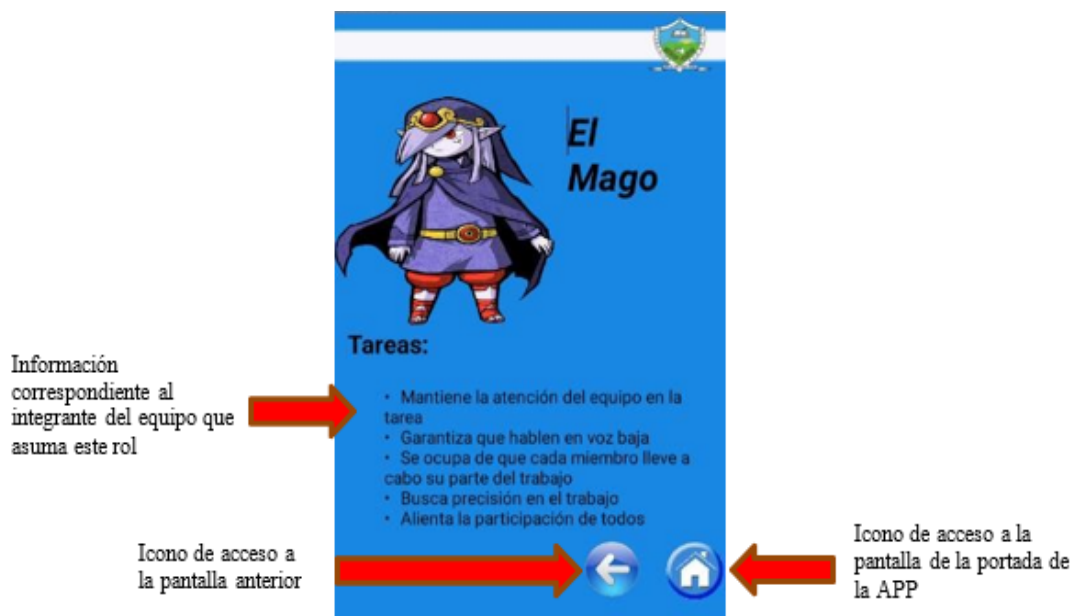 El
Mago
Tareas:
Información
correspondiente al
integrante del equipo que
asuma este rol
• Mantiene la atención del equipo en la
tarea
• Garantiza que hablen en voz baja
• Se ocupa de que cada miembro lleve a
cabo su parte del trabajo
• Busca precisión en el trabajo
• Alienta la participación de todos
Icono de acceso a
la pantalla anterior
Icono de acceso a la
pantalla de la portada de
la APP